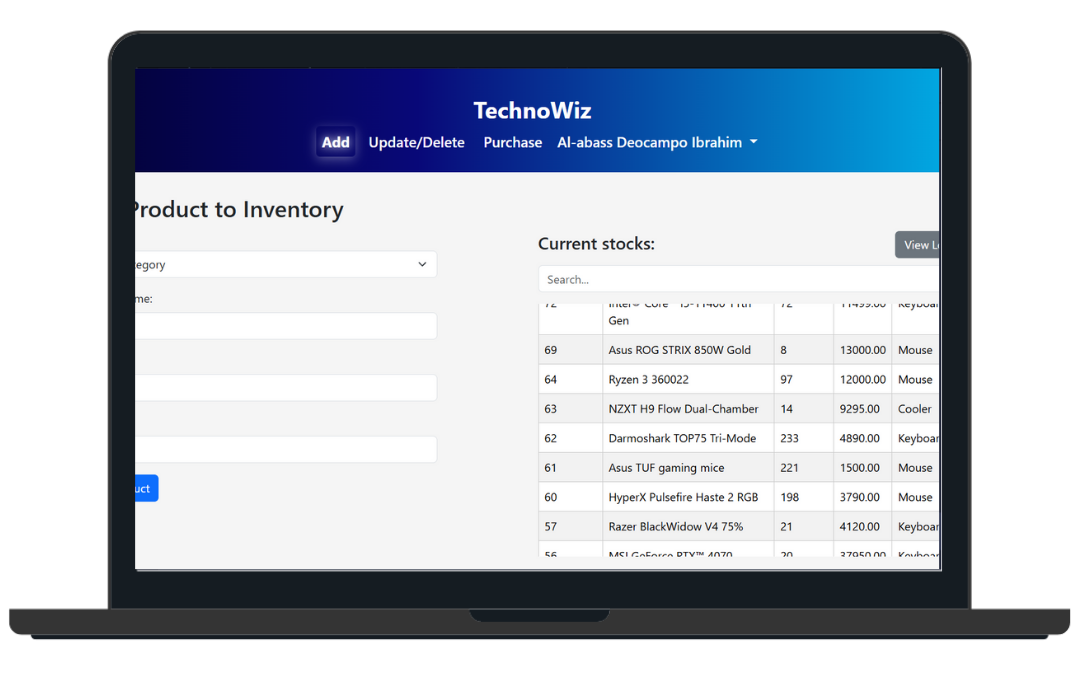 TechnoWiz
Add Update/Delete Purchase Al-abass Deocampo Ibrahim
Product to Inventory
egory
me:
uct
Current stocks:
View L
Search...
72 Intel® Core™ i5-11400 11th 72 11499.00 Keyboar
Gen
69 Asus ROG STRIX 850W Gold 8 13000.00 Mouse
64 Ryzen 3 360022 97 12000.00 Mouse
63 NZXT H9 Flow Dual-Chamber 14 9295.00 Cooler
62 Darmoshark TOP75 Tri-Mode 233 4890.00 Keyboar
61 Asus TUF gaming mice 221 1500.00 Mouse
60 HyperX Pulsefire Haste 2 RGB 198 3790.00 Mouse
57 Razer BlackWidow V4 75% 21 4120.00 Keyboar
56 MSI GeForce RTX™ 4070 20 37950.00 Keyboar